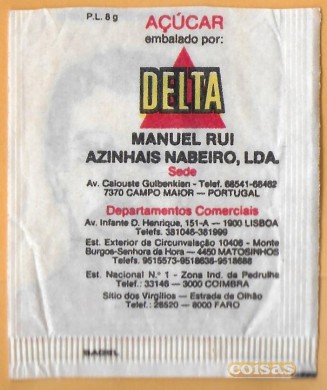 P.L. 8 g
AÇÚCAR
embalado por:
DELTA
MANUEL RUI
AZINHAIS NABEIRO, LDA.
Sede
Av. Calouste Gulbenkian - Telef. 68541-68462
7370 CAMPO MAIOR — PORTUGAL
Departamentos Comerciais
Av. Infante D. Henrique, 151-A — 1900 LISBOA
Telefs. 381046-381999
Est. Exterior da Circunvalação 10408 - Monte
Burgos-Senhora da Hora — 4450 MATOSINHOS
Telefs. 9515573-9518638-9518688
Est. Nacional N.º 1 - Zona Ind. da Pedrulha
Telef.: 33146 — 3000 COIMBRA
Sítio dos Virgílios — Estrada de Olhão
Telef.: 26520 — 8000 FARO
coisas